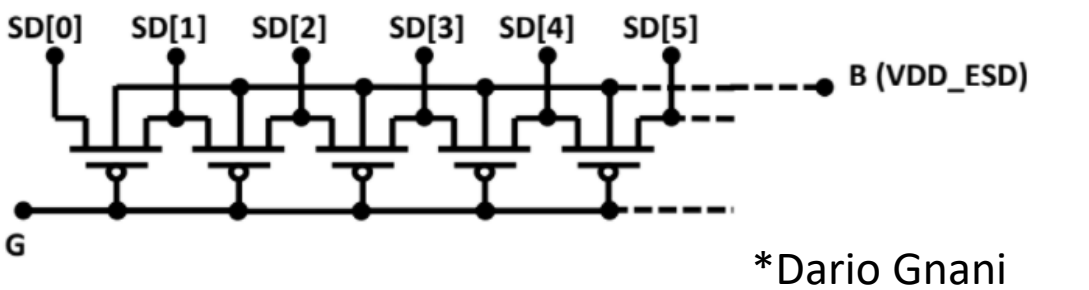 SD[0] SD[1] SD[2] SD[3] SD[4] SD[5]
B (VDD_ESD)
G
*Dario Gnani